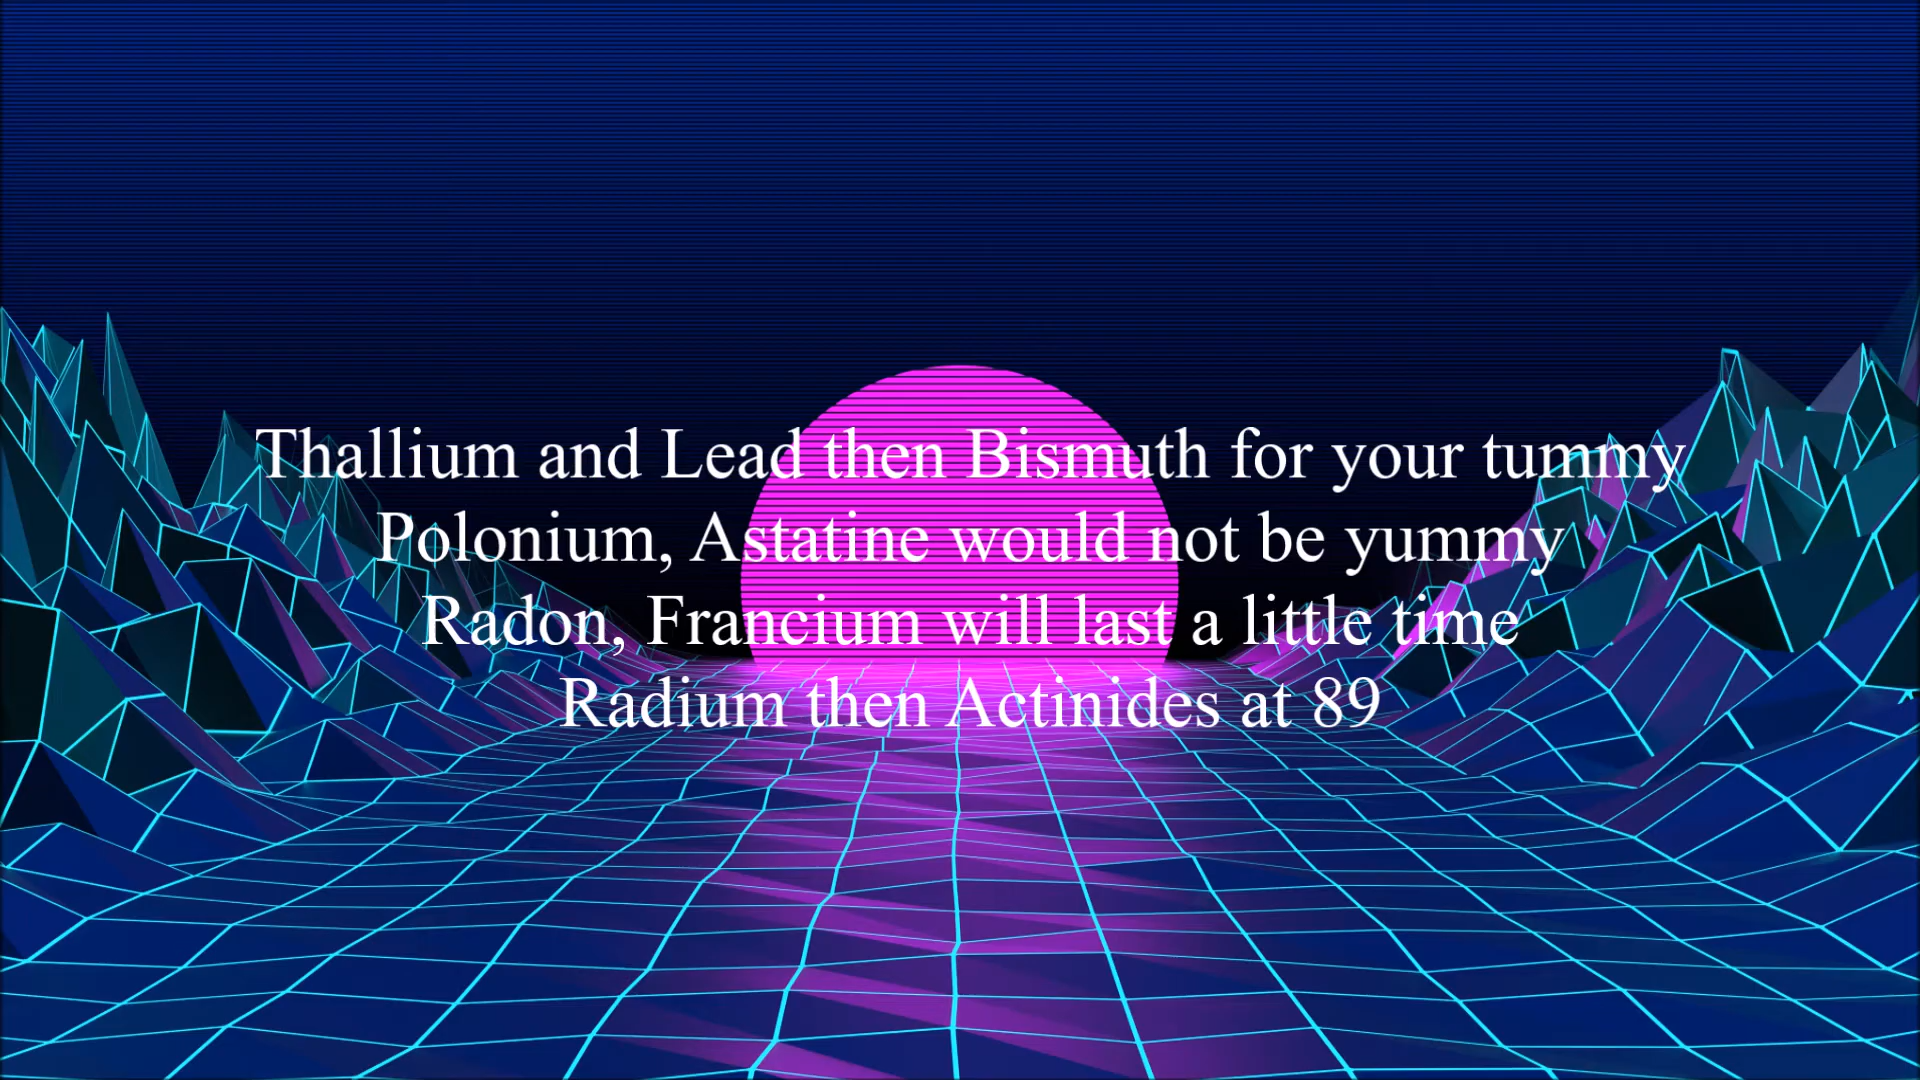 Thallium and Lead then Bismuth for your tummy
Polonium, Astatine would not be yummy
Radon, Francium will last a little time
Radium then Actinides at 89